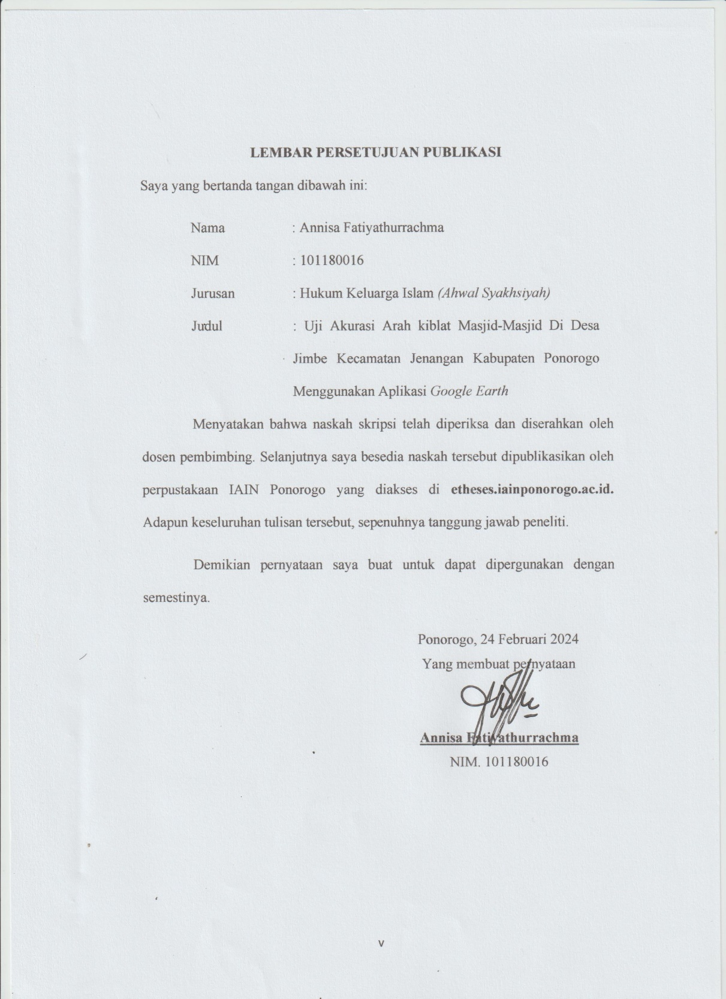 LEMBAR PERSETUJUAN PUBLIKASI
Saya yang bertanda tangan dibawah ini:
Nama : Annisa Fatiyathurrachma
NIM : 101180016
Jurusan : Hukum Keluarga Islam (Ahwal Syakhsiyah)
Judul : Uji Akurasi Arah kiblat Masjid-Masjid Di Desa
Jimbe Kecamatan Jenangan Kabupaten Ponorogo
Menggunakan Aplikasi Google Earth
Menyatakan bahwa naskah skripsi telah diperiksa dan diserahkan oleh
dosen pembimbing. Selanjutnya saya besedia naskah tersebut dipublikasikan oleh
perpustakaan IAIN Ponorogo yang diakses di etheses.iainponorogo.ac.id.
Adapun keseluruhan tulisan tersebut, sepenuhnya tanggung jawab peneliti.
Demikian pernyataan saya buat untuk dapat dipergunakan dengan
semestinya.
Ponorogo, 24 Februari 2024
Yang membuat pernyataan
Annisa Fatiyathurrachma
NIM. 101180016
v